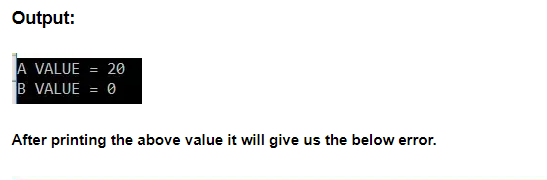 Output:
A VALUE = 20
B VALUE = 0
After printing the above value it will give us the below error.